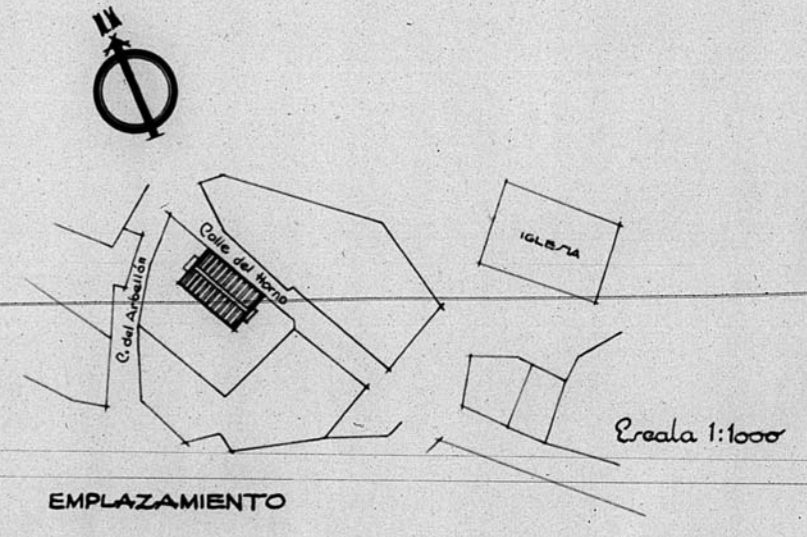 N
Calle del Horno
IGLESIA
C. del Arbellón
Escala 1:1000
EMPLAZAMIENTO